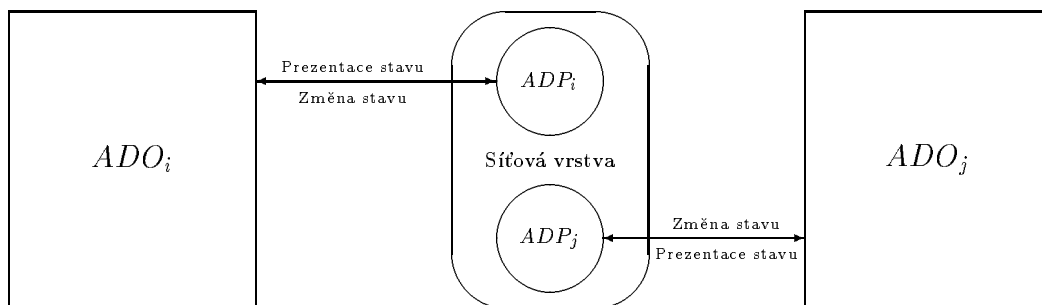 Prezentace stavu
Změna stavu
ADO_i
ADP_i
Síťová vrstva
ADP_j
Změna stavu
Prezentace stavu
ADO_j